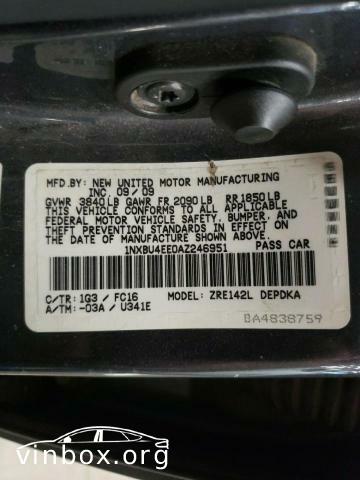 MFD.BY: NEW UNITED MOTOR MANUFACTURING
INC. 09/09
GVWR 3840LB GAWR FR 2090LB RR1850LB
THIS VEHICLE CONFORMS TO ALL APPLICABLE
FEDERAL MOTOR VEHICLE SAFETY, BUMPER, AND
THEFT PREVENTION STANDARDS IN EFFECT ON
THE DATE OF MANUFACTURE SHOWN ABOVE.
1NXBU4EE0AZ246951 PASS CAR
C/TR: 1G3 / FC16 MODEL: ZRE142L DEPDKA
A/TM: -03A / U341E
BA4838759
vinbox.org